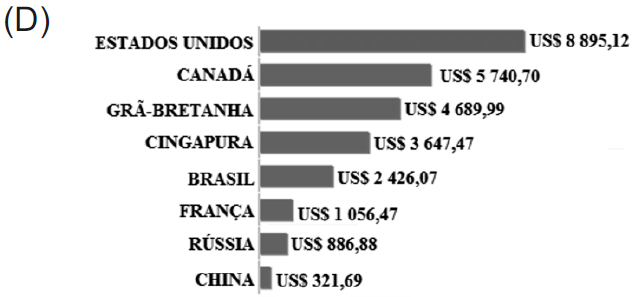 (D)
ESTADOS UNIDOS US$ 8 895,12
CANADÁ US$ 5 740,70
GRÃ-BRETANHA US$ 4 689,99
CINGAPURA US$ 3 647,47
BRASIL US$ 2 426,07
FRANÇA US$ 1 056,47
RÚSSIA US$ 886,88
CHINA US$ 321,69